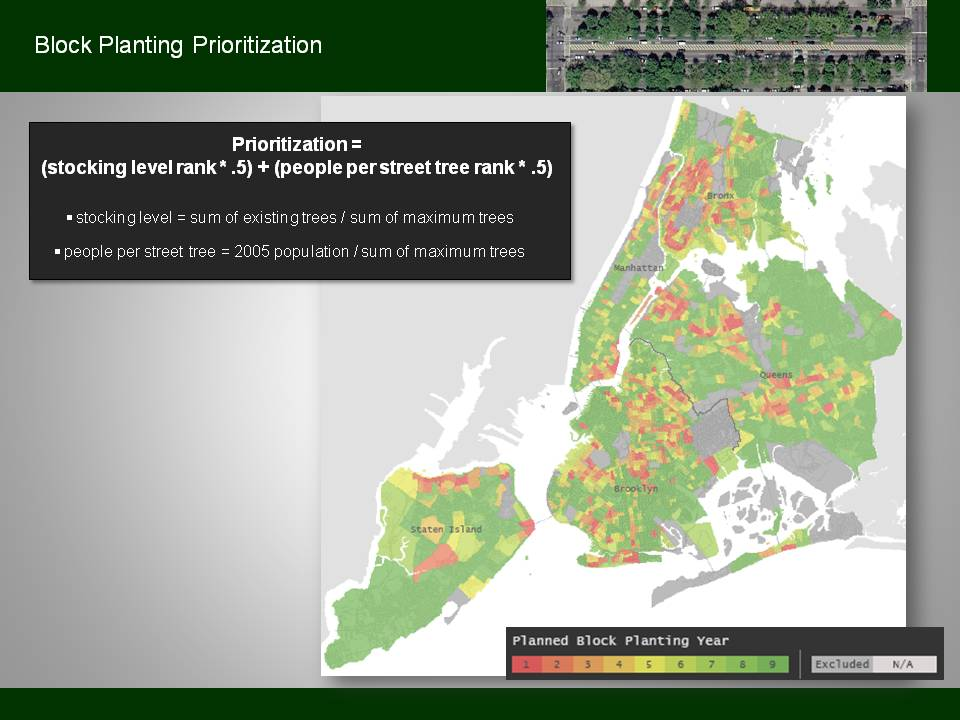 Block Planting Prioritization
Prioritization =
(stocking level rank * .5) + (people per street tree rank * .5)
▪ stocking level = sum of existing trees / sum of maximum trees
▪ people per street tree = 2005 population / sum of maximum trees
Bronx
Manhattan
Queens
Brooklyn
Staten Island
Planned Block Planting Year
1 2 3 4 5 6 7 8 9 Excluded N/A